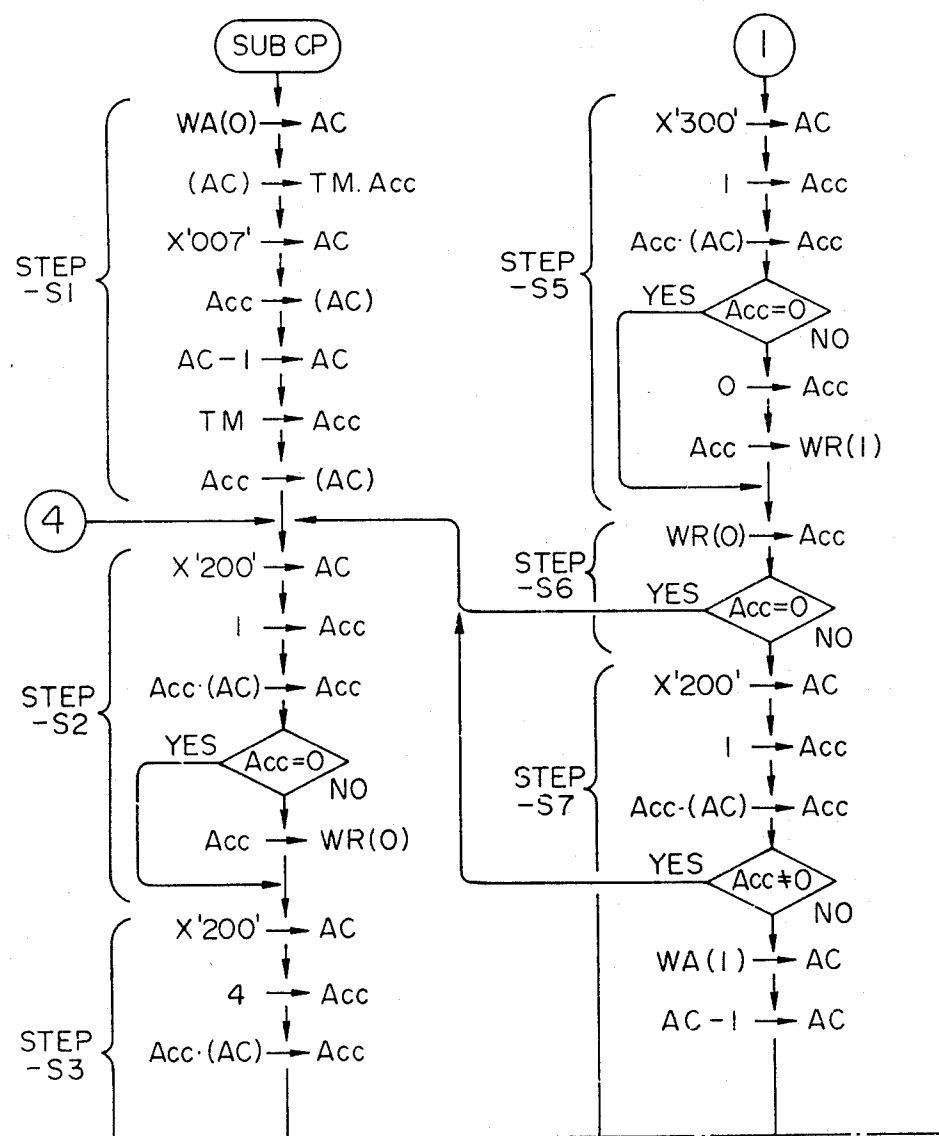 SUB CP
WA(0) → AC
(AC) → TM. Acc
X'007' → AC
STEP
-S1
Acc → (AC)
AC-1 → AC
TM → Acc
Acc → (AC)
4
X'200' → AC
1 → Acc
Acc·(AC) → Acc
STEP
-S2
YES
Acc=0
NO
Acc → WR(0)
X'200' → AC
4 → Acc
STEP
-S3
Acc·(AC) → Acc
1
X'300' → AC
1 → Acc
Acc·(AC) → Acc
STEP
-S5
YES
Acc=0
NO
0 → Acc
Acc → WR(1)
WR(0) → Acc
STEP
-S6
YES
Acc=0
NO
X'200' → AC
1 → Acc
STEP
-S7
Acc·(AC) → Acc
YES
Acc≠0
NO
WA(1) → AC
AC-1 → AC